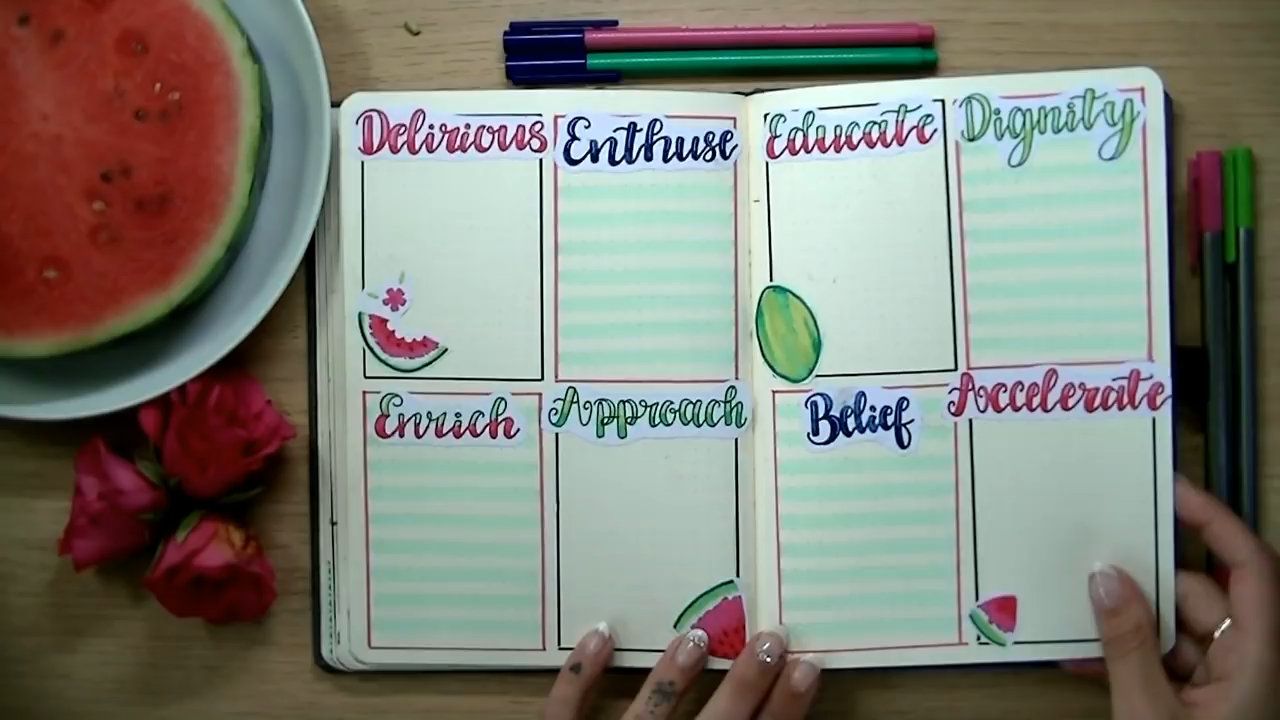 Delirious
Enthuse
Educate
Dignity
Enrich
Approach
Belief
Accelerate